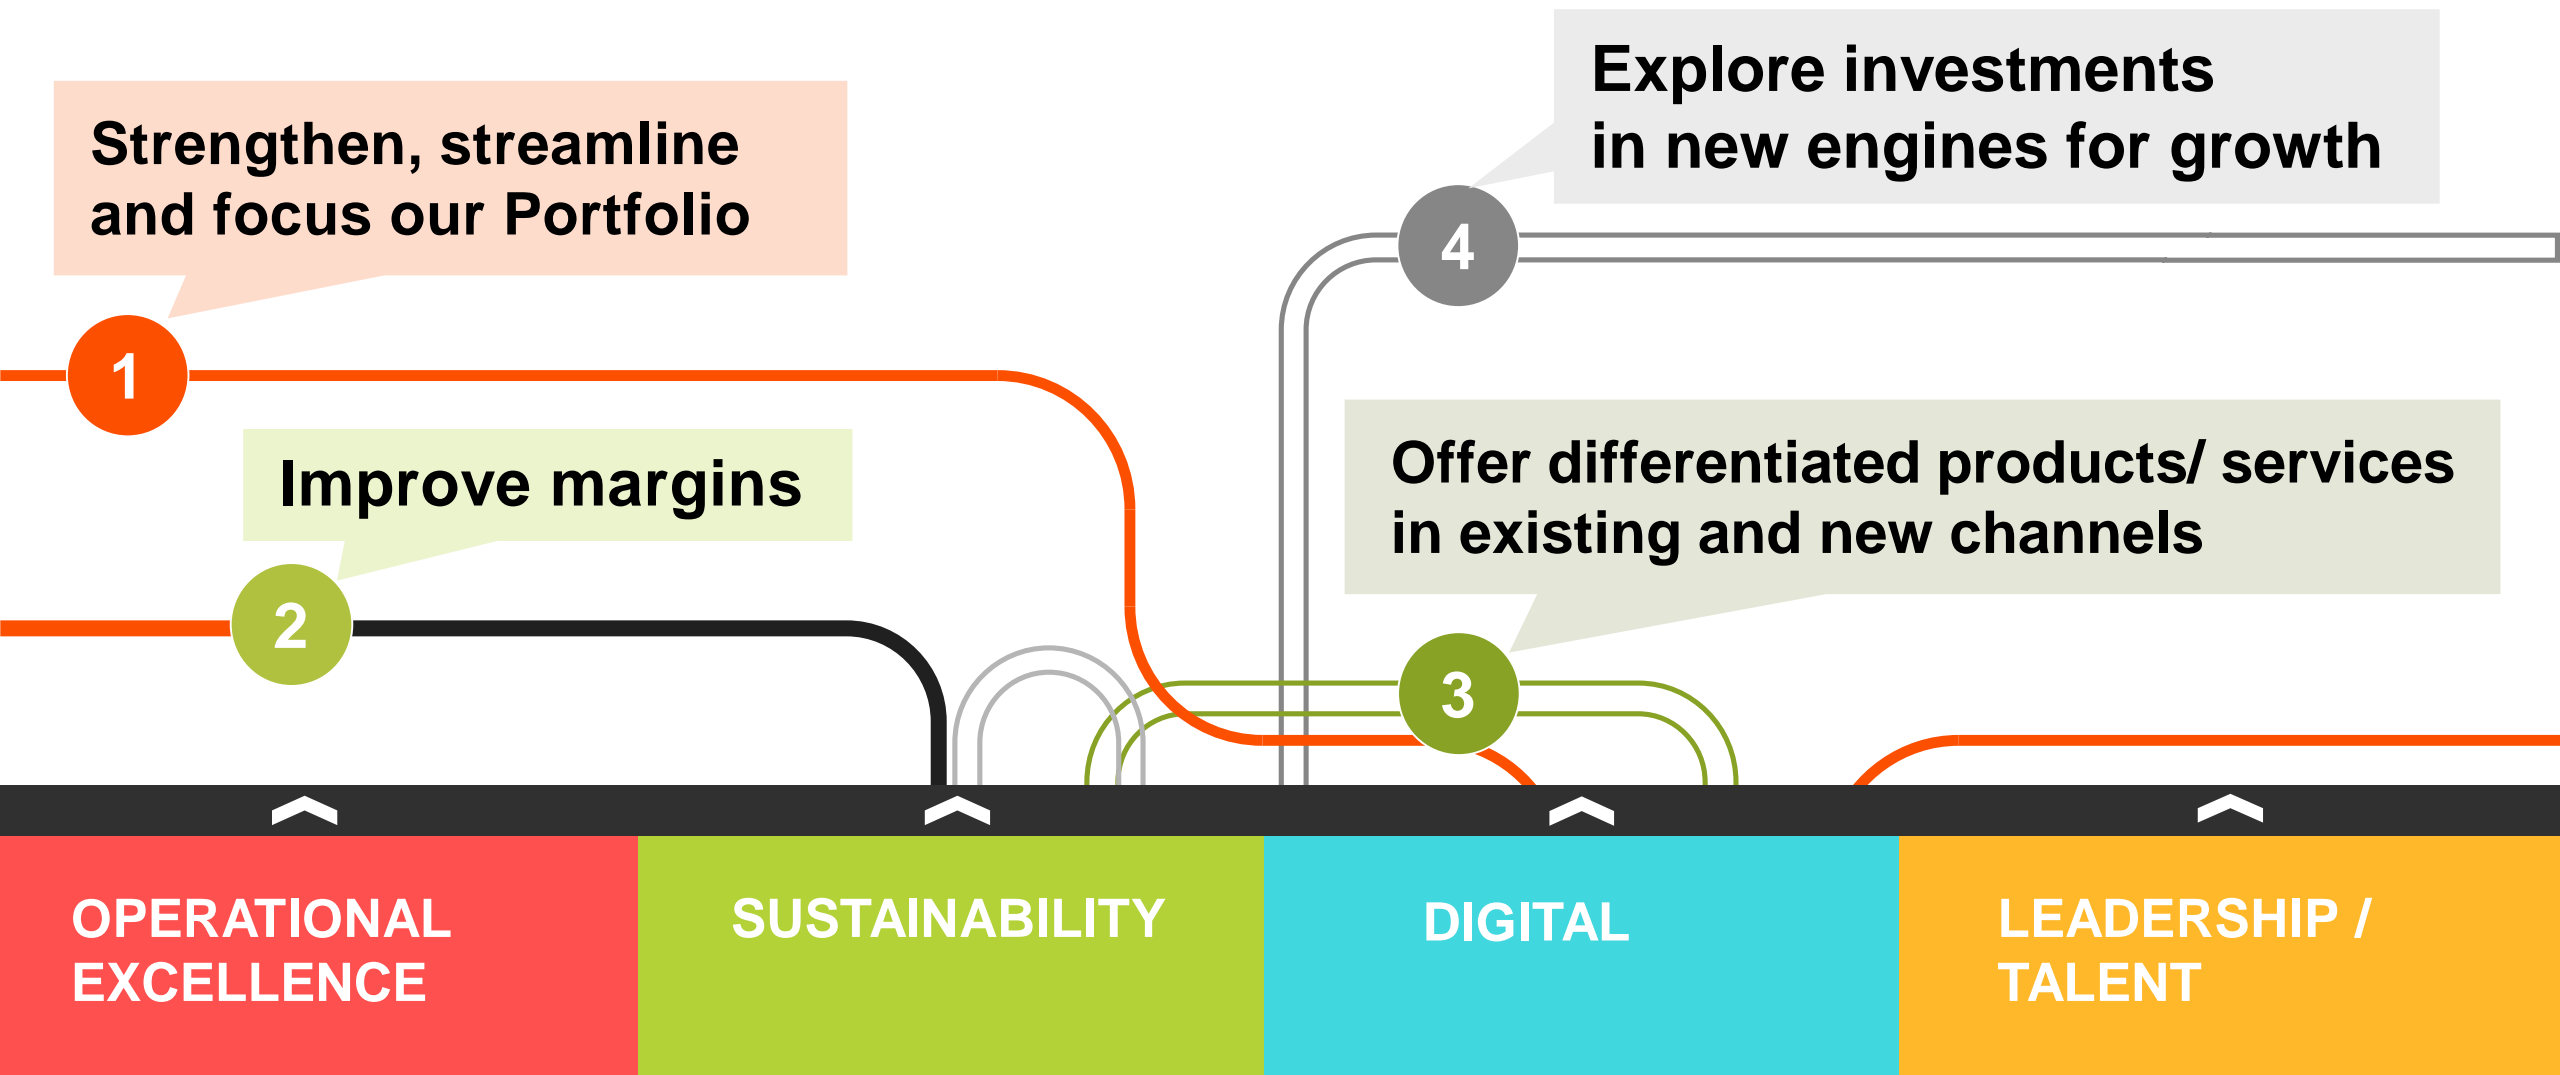 Strengthen, streamline
and focus our Portfolio
1
Improve margins
2
Explore investments
in new engines for growth
4
Offer differentiated products/ services
in existing and new channels
3
OPERATIONAL
EXCELLENCE
SUSTAINABILITY
DIGITAL
LEADERSHIP /
TALENT